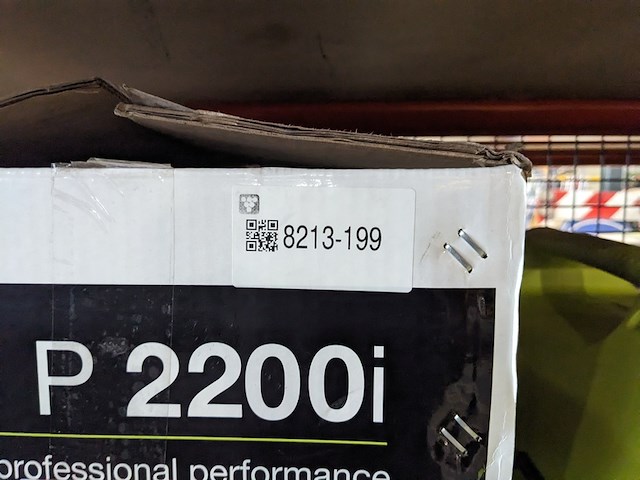 8213-199
P 2200i
professional performance